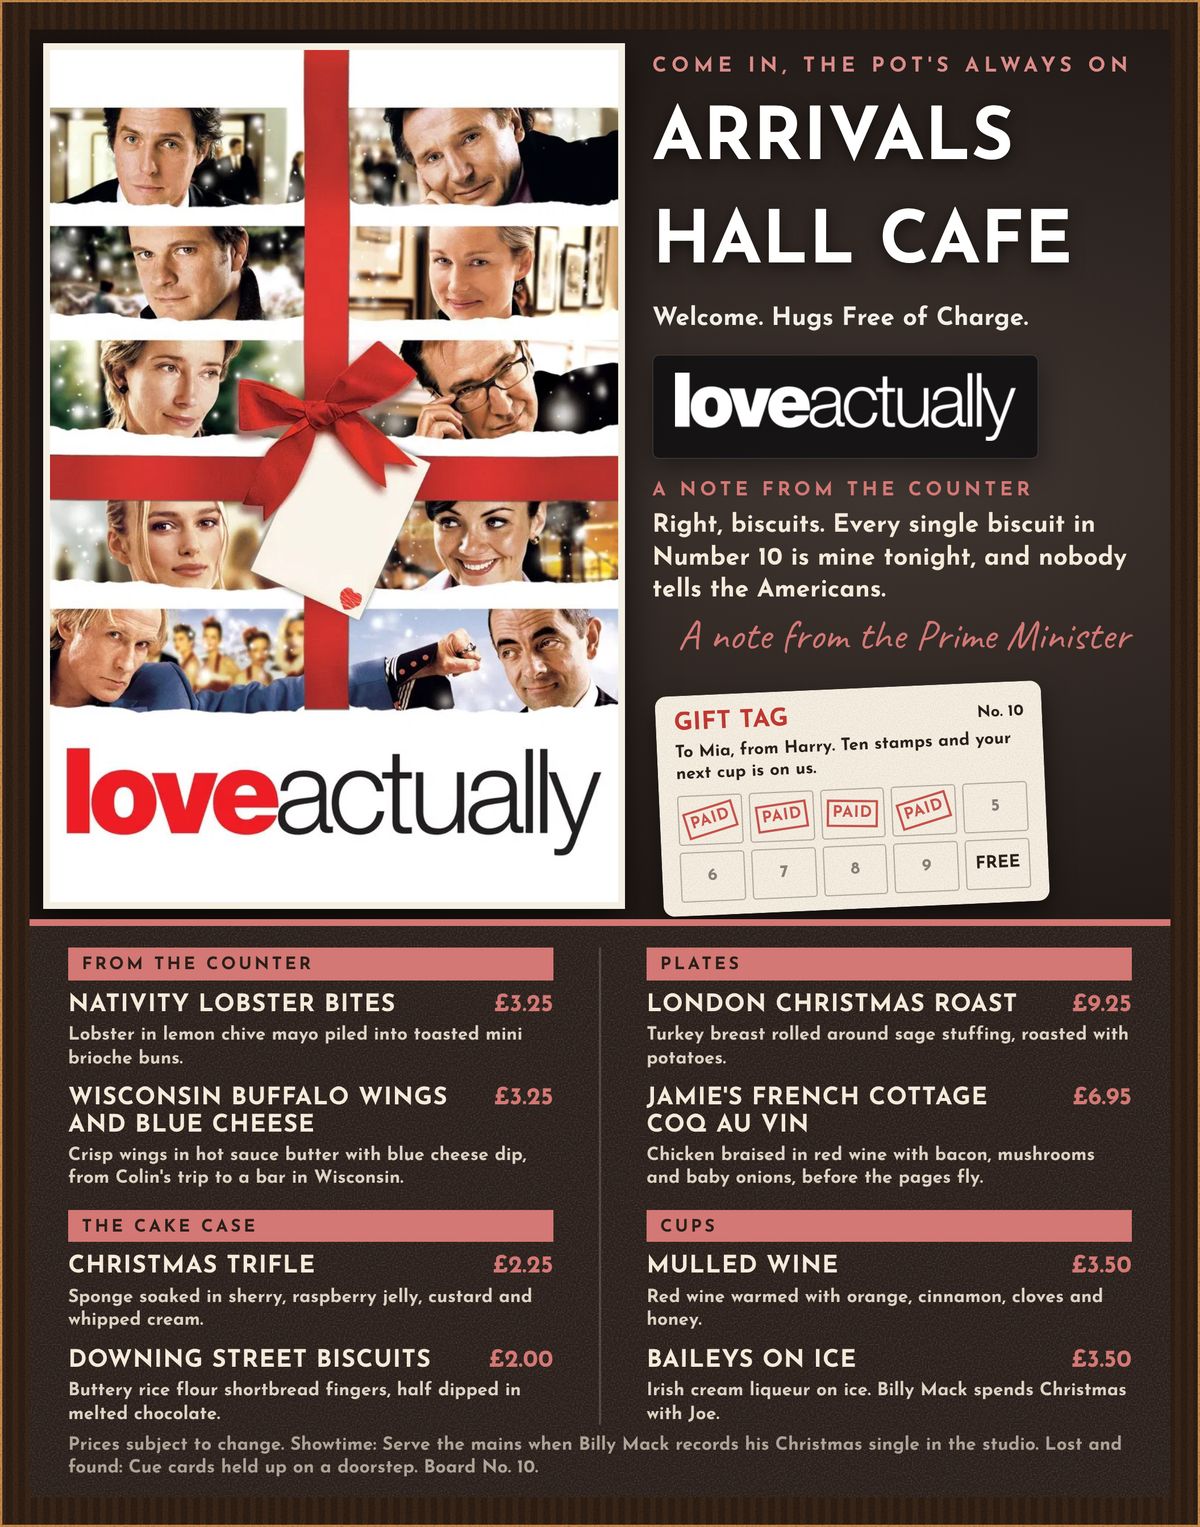 COME IN, THE POT'S ALWAYS ON
ARRIVALS
HALL CAFE
Welcome. Hugs Free of Charge.
loveactually
A NOTE FROM THE COUNTER
Right, biscuits. Every single biscuit in
Number 10 is mine tonight, and nobody
tells the Americans.
A note from the Prime Minister
GIFT TAG
No. 10
To Mia, from Harry. Ten stamps and your
next cup is on us.
PAID PAID PAID PAID 5
6 7 8 9 FREE
loveactually
FROM THE COUNTER
NATIVITY LOBSTER BITES £3.25
Lobster in lemon chive mayo piled into toasted mini
brioche buns.
WISCONSIN BUFFALO WINGS £3.25
AND BLUE CHEESE
Crisp wings in hot sauce butter with blue cheese dip,
from Colin's trip to a bar in Wisconsin.
THE CAKE CASE
CHRISTMAS TRIFLE £2.25
Sponge soaked in sherry, raspberry jelly, custard and
whipped cream.
DOWNING STREET BISCUITS £2.00
Buttery rice flour shortbread fingers, half dipped in
melted chocolate.
PLATES
LONDON CHRISTMAS ROAST £9.25
Turkey breast rolled around sage stuffing, roasted with
potatoes.
JAMIE'S FRENCH COTTAGE £6.95
COQ AU VIN
Chicken braised in red wine with bacon, mushrooms
and baby onions, before the pages fly.
CUPS
MULLED WINE £3.50
Red wine warmed with orange, cinnamon, cloves and
honey.
BAILEYS ON ICE £3.50
Irish cream liqueur on ice. Billy Mack spends Christmas
with Joe.
Prices subject to change. Showtime: Serve the mains when Billy Mack records his Christmas single in the studio. Lost and
found: Cue cards held up on a doorstep. Board No. 10.